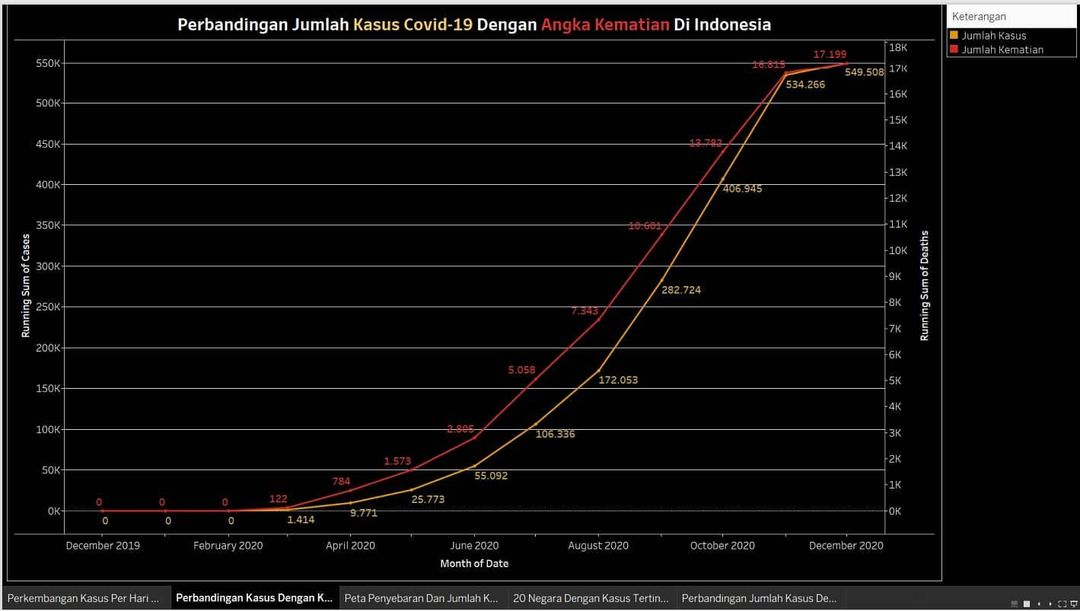 Perbandingan Jumlah Kasus Covid-19 Dengan Angka Kematian Di Indonesia
Keterangan
Jumlah Kasus
Jumlah Kematian
550K
500K
450K
400K
350K
300K
250K
200K
150K
100K
50K
0K
Running Sum of Cases
18K
17K
16K
15K
14K
13K
12K
11K
10K
9K
8K
7K
6K
5K
4K
3K
2K
1K
0K
Running Sum of Deaths
0
0
0
122
784
1.573
5.058
7.343
10.601
13.782
16.815
17.199
0
0
0
1.414
9.771
25.773
55.092
106.336
172.053
282.724
406.945
534.266
549.508
December 2019
February 2020
April 2020
June 2020
August 2020
October 2020
December 2020
Month of Date
Perkembangan Kasus Per Hari ...
Perbandingan Kasus Dengan K...
Peta Penyebaran Dan Jumlah K...
20 Negara Dengan Kasus Tertin...
Perbandingan Jumlah Kasus De...